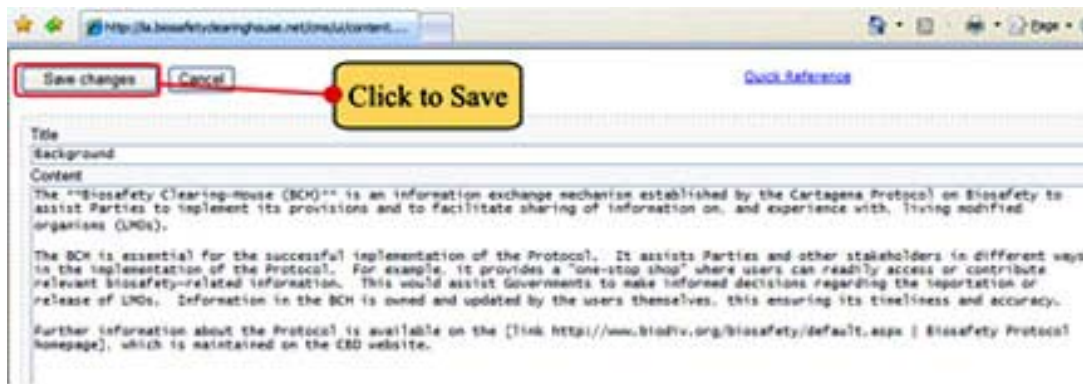 http://la.biosafetyclearinghouse.net/cms/ui/content....
Page
Save changes Cancel Click to Save Quick Reference
Title
Background
Content
The **Biosafety Clearing-House (BCH)** is an information exchange mechanism established by the Cartagena Protocol on Biosafety to
assist Parties to implement its provisions and to facilitate sharing of information on, and experience with, living modified
organisms (LMOs).
The BCH is essential for the successful implementation of the Protocol. It assists Parties and other stakeholders in different ways
in the implementation of the Protocol. For example, it provides a "one-stop shop" where users can readily access or contribute
relevant biosafety-related information. This would assist Governments to make informed decisions regarding the importation or
release of LMOs. Information in the BCH is owned and updated by the users themselves, this ensuring its timeliness and accuracy.
Further information about the Protocol is available on the [link http://www.biodiv.org/biosafety/default.aspx | Biosafety Protocol
homepage], which is maintained on the CBD website.